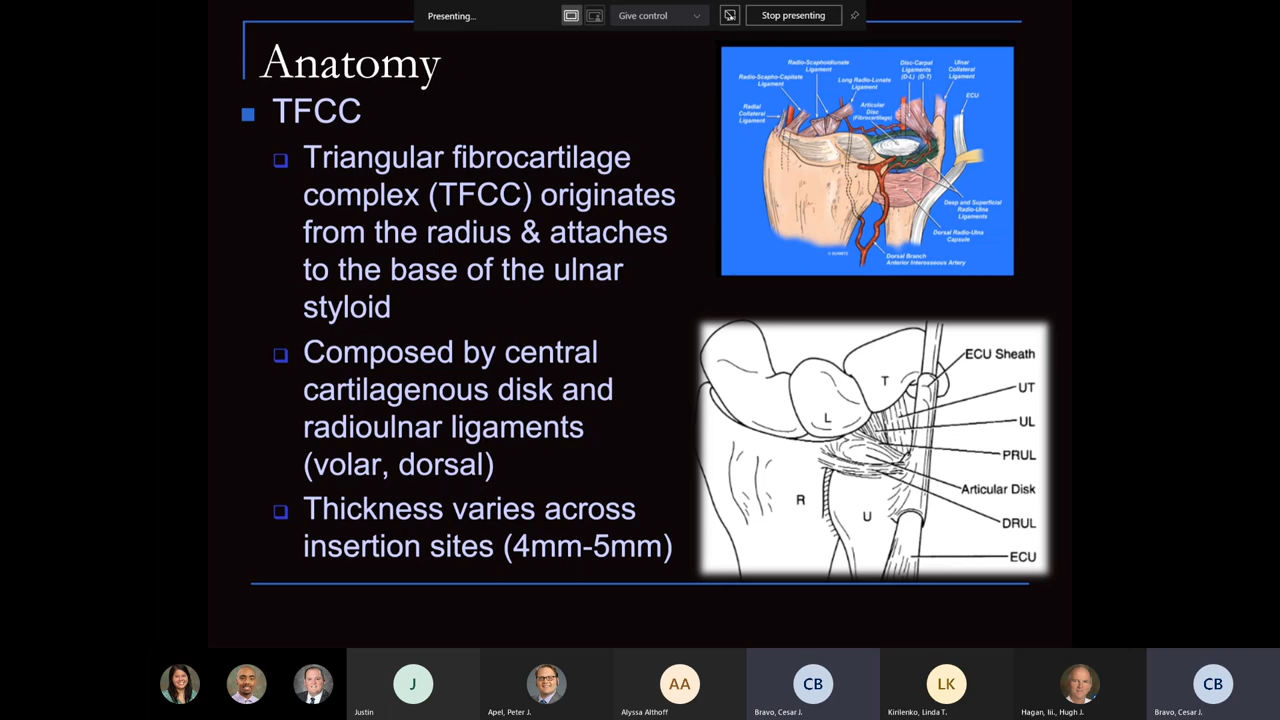 Presenting...
Give control
Stop presenting
Anatomy
TFCC
Triangular fibrocartilage
complex (TFCC) originates
from the radius & attaches
to the base of the ulnar
styloid
Composed by central
cartilagenous disk and
radioulnar ligaments
(volar, dorsal)
Thickness varies across
insertion sites (4mm-5mm)
Radio-Scapholunate
Ligament
Radio-Scapho-Capitate
Ligament
Long Radio-Lunate
Ligament
Disc-Carpal
Ligaments
(D-L) (D-T)
Ulnar
Collateral
Ligament
ECU
Radial
Collateral
Ligament
Articular
Disc
(Fibrocartilage)
Deep and Superficial
Radio-Ulna
Ligaments
Dorsal Radio-Ulna
Capsule
Dorsal Branch
Anterior Interosseous Artery
ECU Sheath
T
UT
L
UL
PRUL
Articular Disk
R
U
DRUL
ECU
J
AA
CB
LK
CB
Justin
Apel, Peter J.
Alyssa Althoff
Bravo, Cesar J.
Kirilenko, Linda T.
Hagan, Iii., Hugh J.
Bravo, Cesar J.